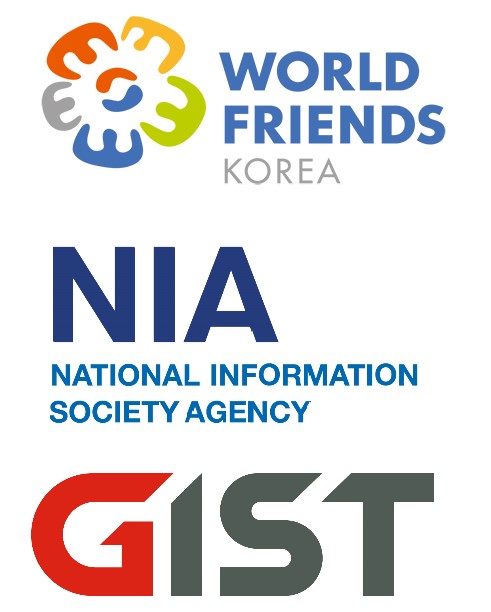 WORLD
FRIENDS
KOREA
NIA
NATIONAL INFORMATION
SOCIETY AGENCY
GIST